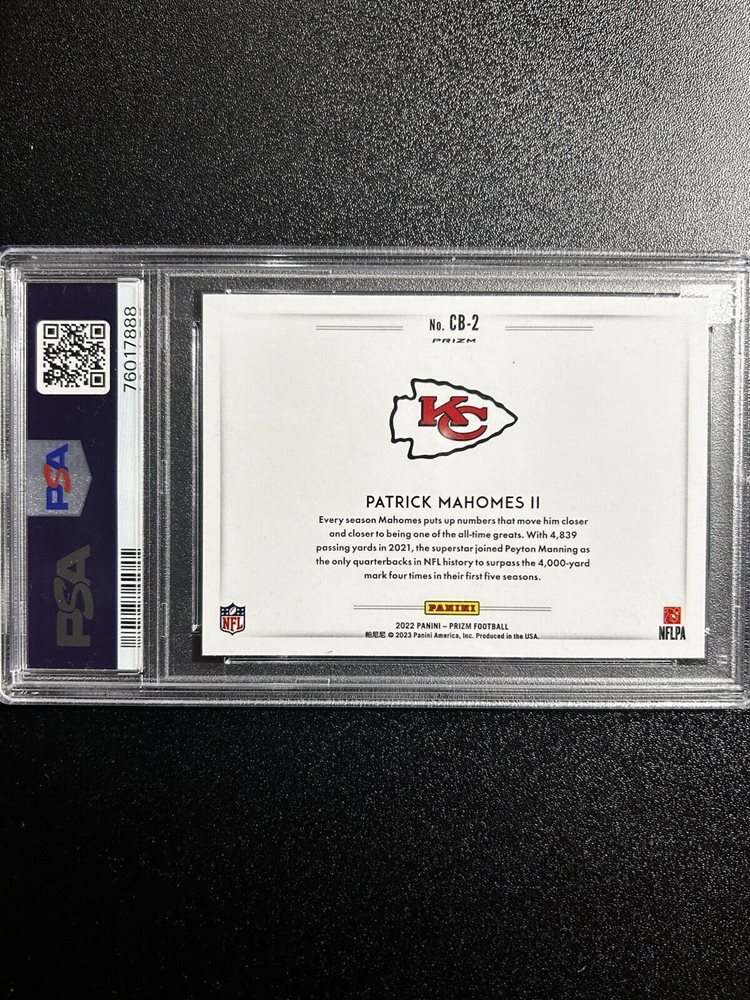 76017888
PSA
PSA
No. CB-2
PRIZM
KC
PATRICK MAHOMES II
Every season Mahomes puts up numbers that move him closer
and closer to being one of the all-time greats. With 4,839
passing yards in 2021, the superstar joined Peyton Manning as
the only quarterbacks in NFL history to surpass the 4,000-yard
mark four times in their first five seasons.
PANINI
2022 PANINI – PRIZM FOOTBALL
帕尼尼 © 2023 Panini America, Inc. Produced in the USA.
NFL
NFLPA